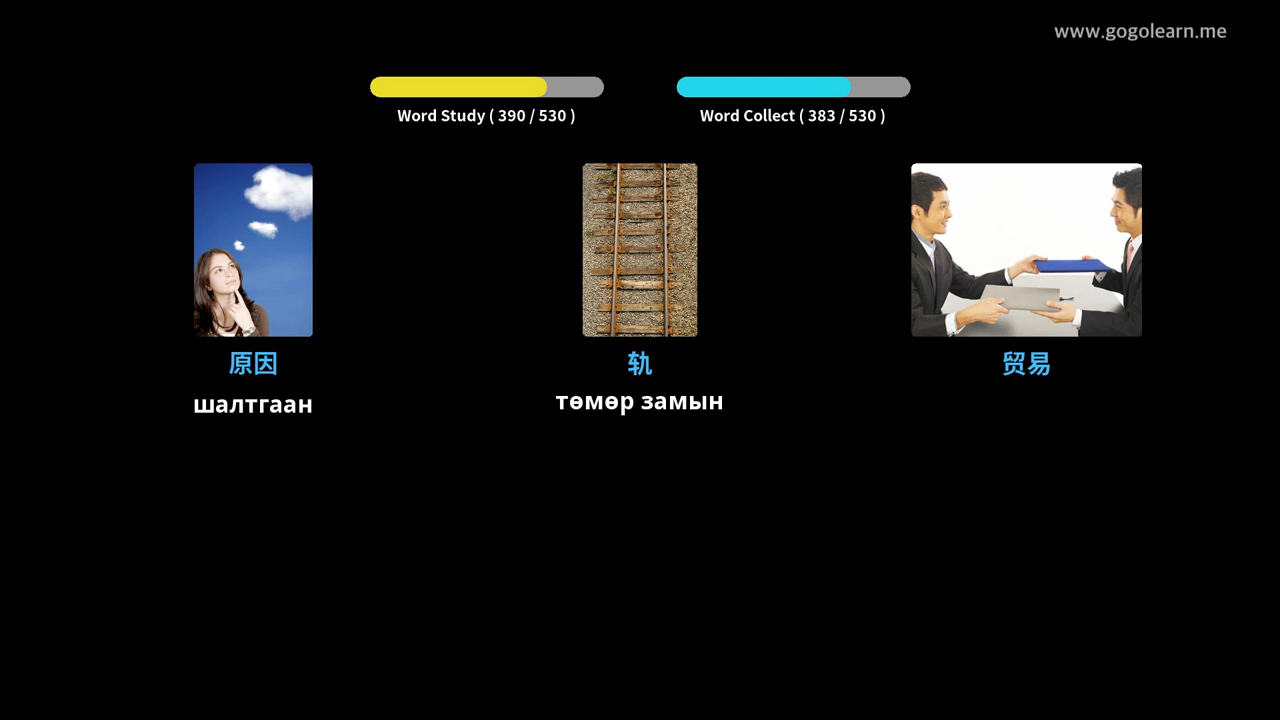 www.gogolearn.me
Word Study ( 390 / 530 )
Word Collect ( 383 / 530 )
原因
轨
贸易
шалтгаан
төмөр замын